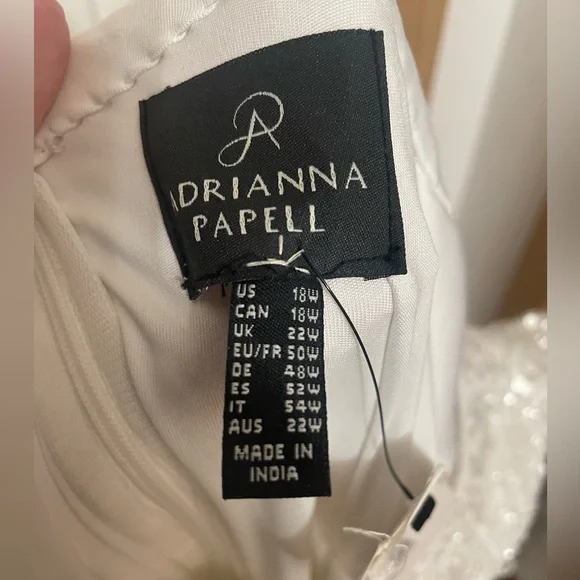 ADRIANNA
PAPELL
US 18W
CAN 18W
UK 22W
EU/FR 50W
DE 48W
ES 52W
IT 54W
AUS 22W
MADE IN
INDIA